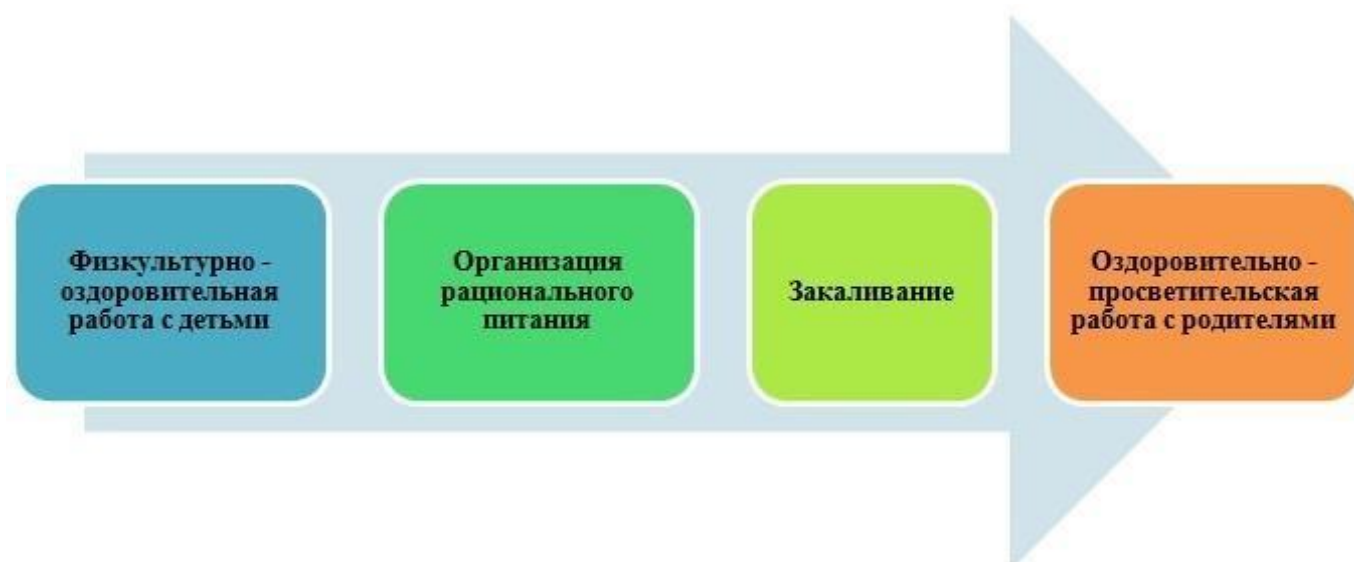 Физкультурно -
оздоровительная
работа с детьми
Организация
рационального
питания
Закаливание
Оздоровительно -
просветительская
работа с родителями